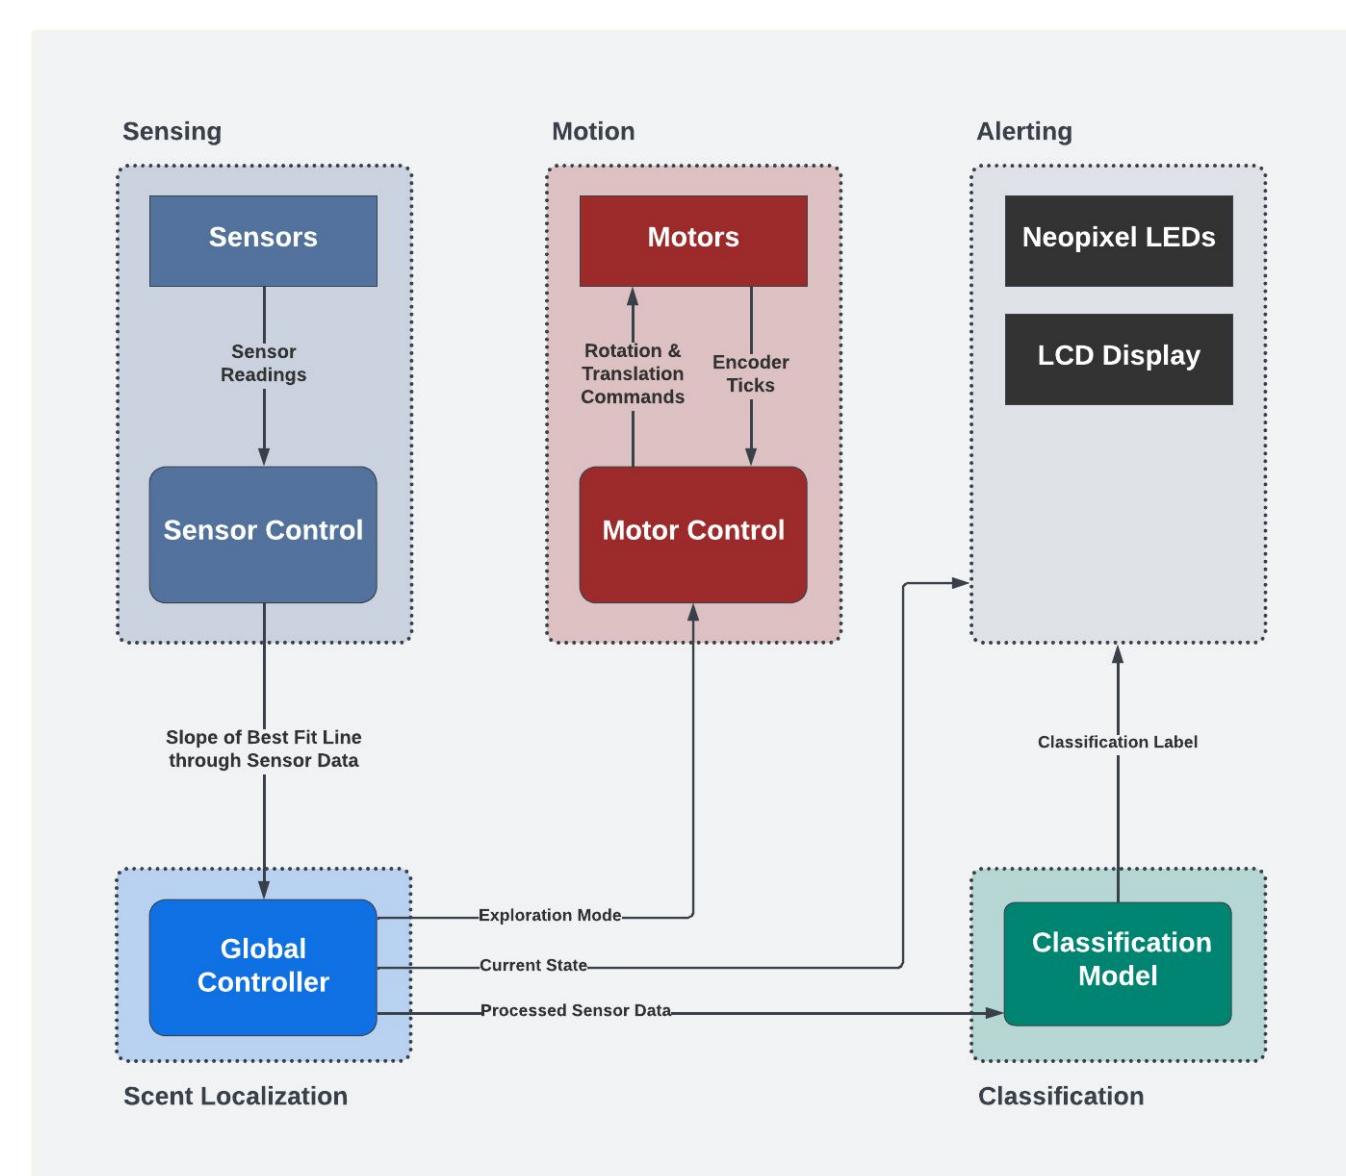 Sensing
Motion
Alerting
Sensors
Motors
Neopixel LEDs
LCD Display
Sensor
Readings
Rotation &
Translation
Commands
Encoder
Ticks
Sensor Control
Motor Control
Slope of Best Fit Line
through Sensor Data
Classification Label
Global
Controller
Exploration Mode
Current State
Processed Sensor Data
Classification
Model
Scent Localization
Classification